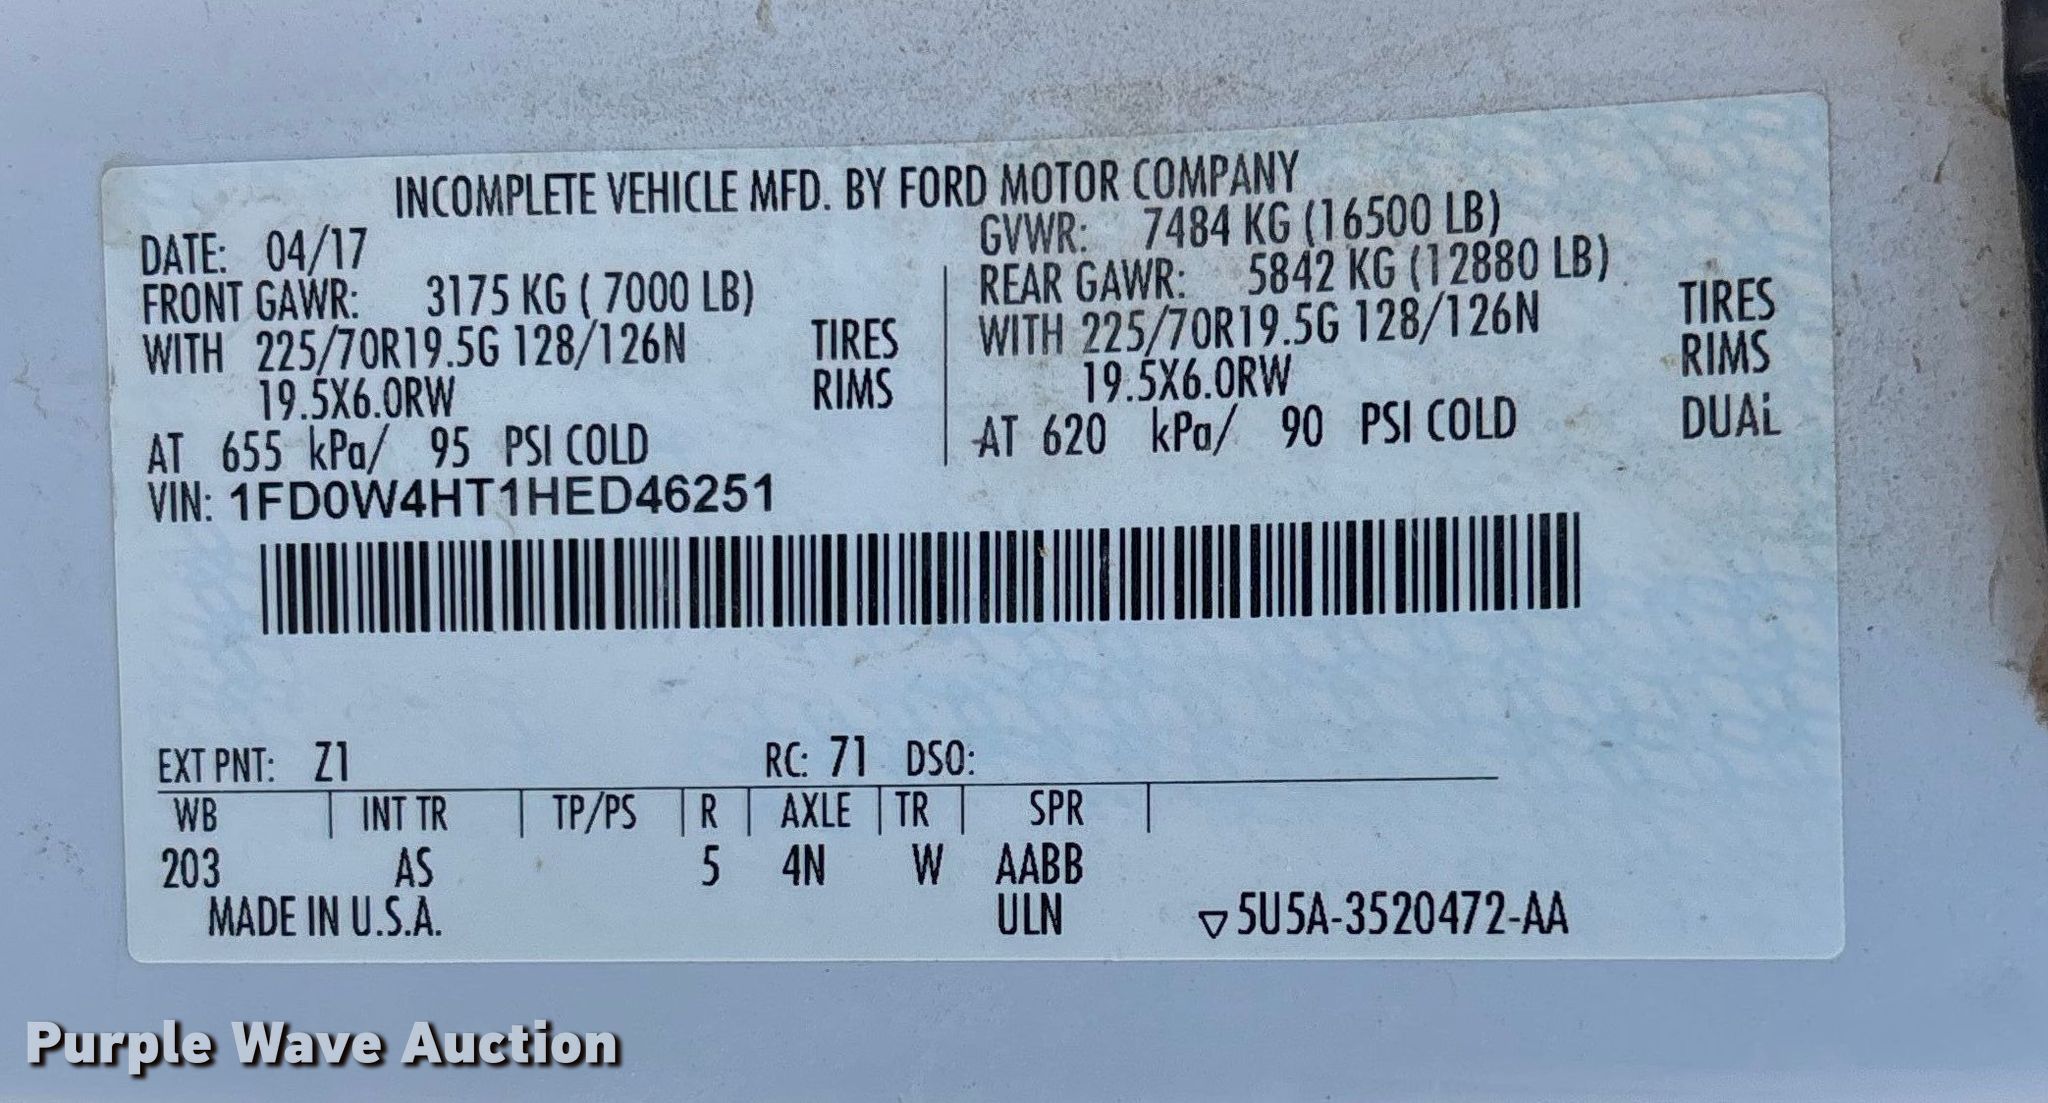 INCOMPLETE VEHICLE MFD. BY FORD MOTOR COMPANY
DATE: 04/17
FRONT GAWR: 3175 KG ( 7000 LB)
WITH 225/70R19.5G 128/126N TIRES
19.5X6.0RW RIMS
AT 655 kPa/ 95 PSI COLD
GVWR: 7484 KG (16500 LB)
REAR GAWR: 5842 KG (12880 LB)
WITH 225/70R19.5G 128/126N TIRES
19.5X6.0RW RIMS
AT 620 kPa/ 90 PSI COLD DUAL
VIN: 1FD0W4HT1HED46251
EXT PNT: Z1 RC: 71 DSO:
WB INT TR TP/PS R AXLE TR SPR
203 AS 5 4N W AABB
MADE IN U.S.A. ULN ▽5U5A-3520472-AA
Purple Wave Auction